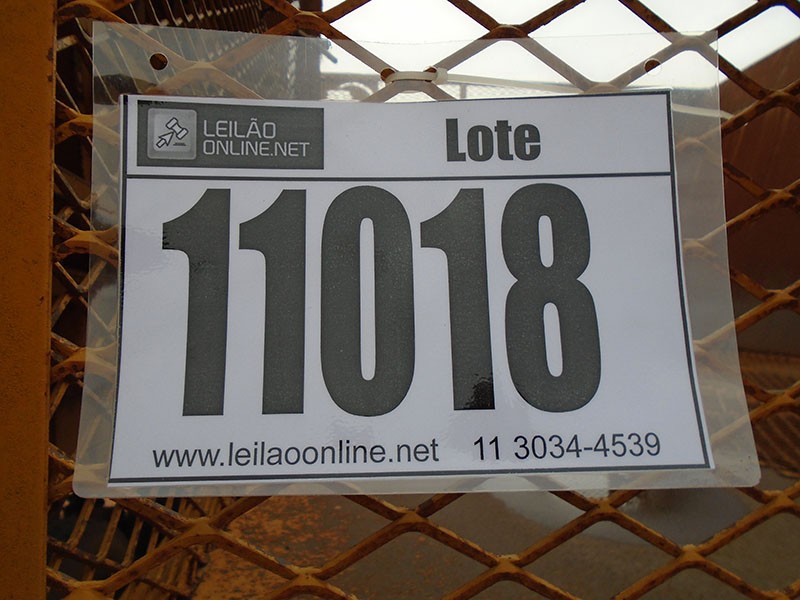 LEILÃO
ONLINE.NET
Lote
11018
www.leilaoonline.net 11 3034-4539